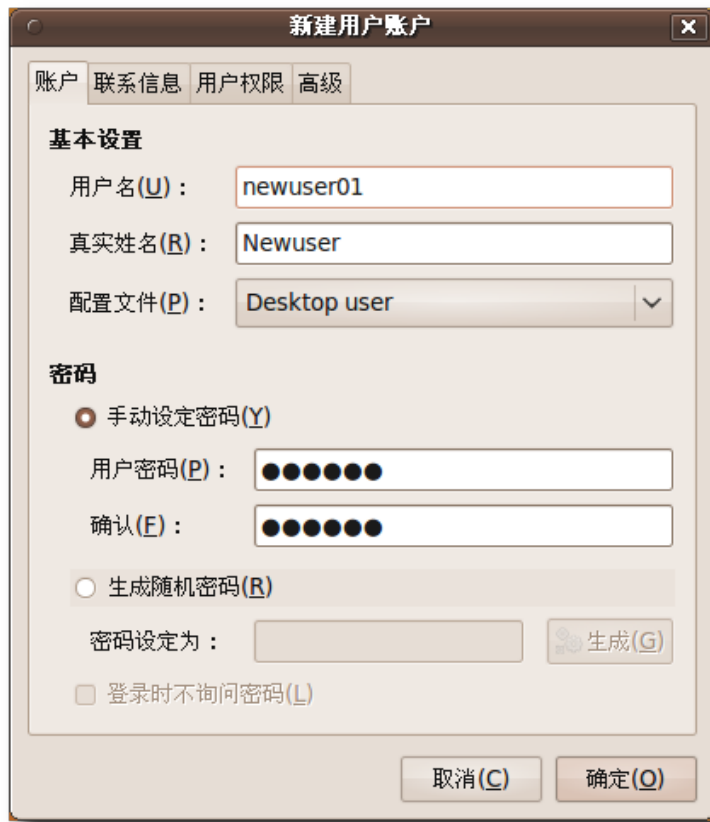 新建用户账户
账户 联系信息 用户权限 高级
基本设置
用户名(U)： newuser01
真实姓名(R)： Newuser
配置文件(P)： Desktop user
密码
手动设定密码(Y)
用户密码(P)： ●●●●●●
确认(F)： ●●●●●●
生成随机密码(R)
密码设定为： 生成(G)
登录时不询问密码(L)
取消(C) 确定(O)